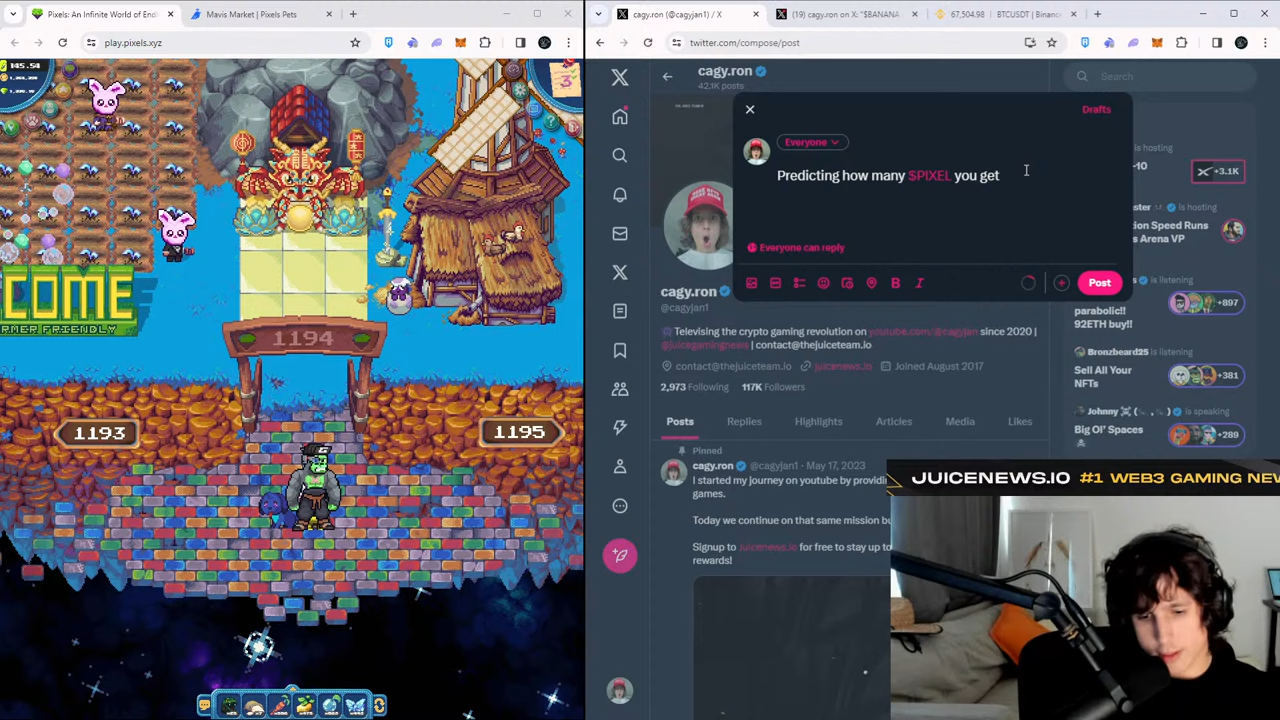 Pixels: An Infinite World of End
Mavis Market | Pixels Pets
play.pixels.xyz
145.54
3
COME
RMER FRIENDLY
1194
1193
1195
cagy.ron (@cagyjan1) / X
(19) cagy.ron on X: "$BANANA
67,504.98 | BTCUSDT | Binanc
twitter.com/compose/post
cagy.ron
42.1K posts
Search
Drafts
Everyone
Predicting how many $PIXEL you get
Everyone can reply
B
I
Post
is hosting
-10
+3.1K
ster
is hosting
ion Speed Runs
s Arena VP
is listening
parabolic!!
92ETH buy!!
+897
Bronzbeard25 is listening
Sell All Your
NFTs
+381
Johnny
is speaking
Big Ol' Spaces
+289
cagy.ron
@cagyjan1
Televising the crypto gaming revolution on youtube.com/@cagyjan since 2020 |
@juicegamingnews | contact@thejuiceteam.io
contact@thejuiceteam.io
juicenews.io
Joined August 2017
2,973 Following
117K Followers
Posts
Replies
Highlights
Articles
Media
Likes
Pinned
cagy.ron
@cagyjan1 · May 17, 2023
I started my journey on youtube by providi
games.
Today we continue on that same mission bu
Signup to juicenews.io for free to stay up to
rewards!
JUICENEWS.IO
#1 WEB3 GAMING NEW